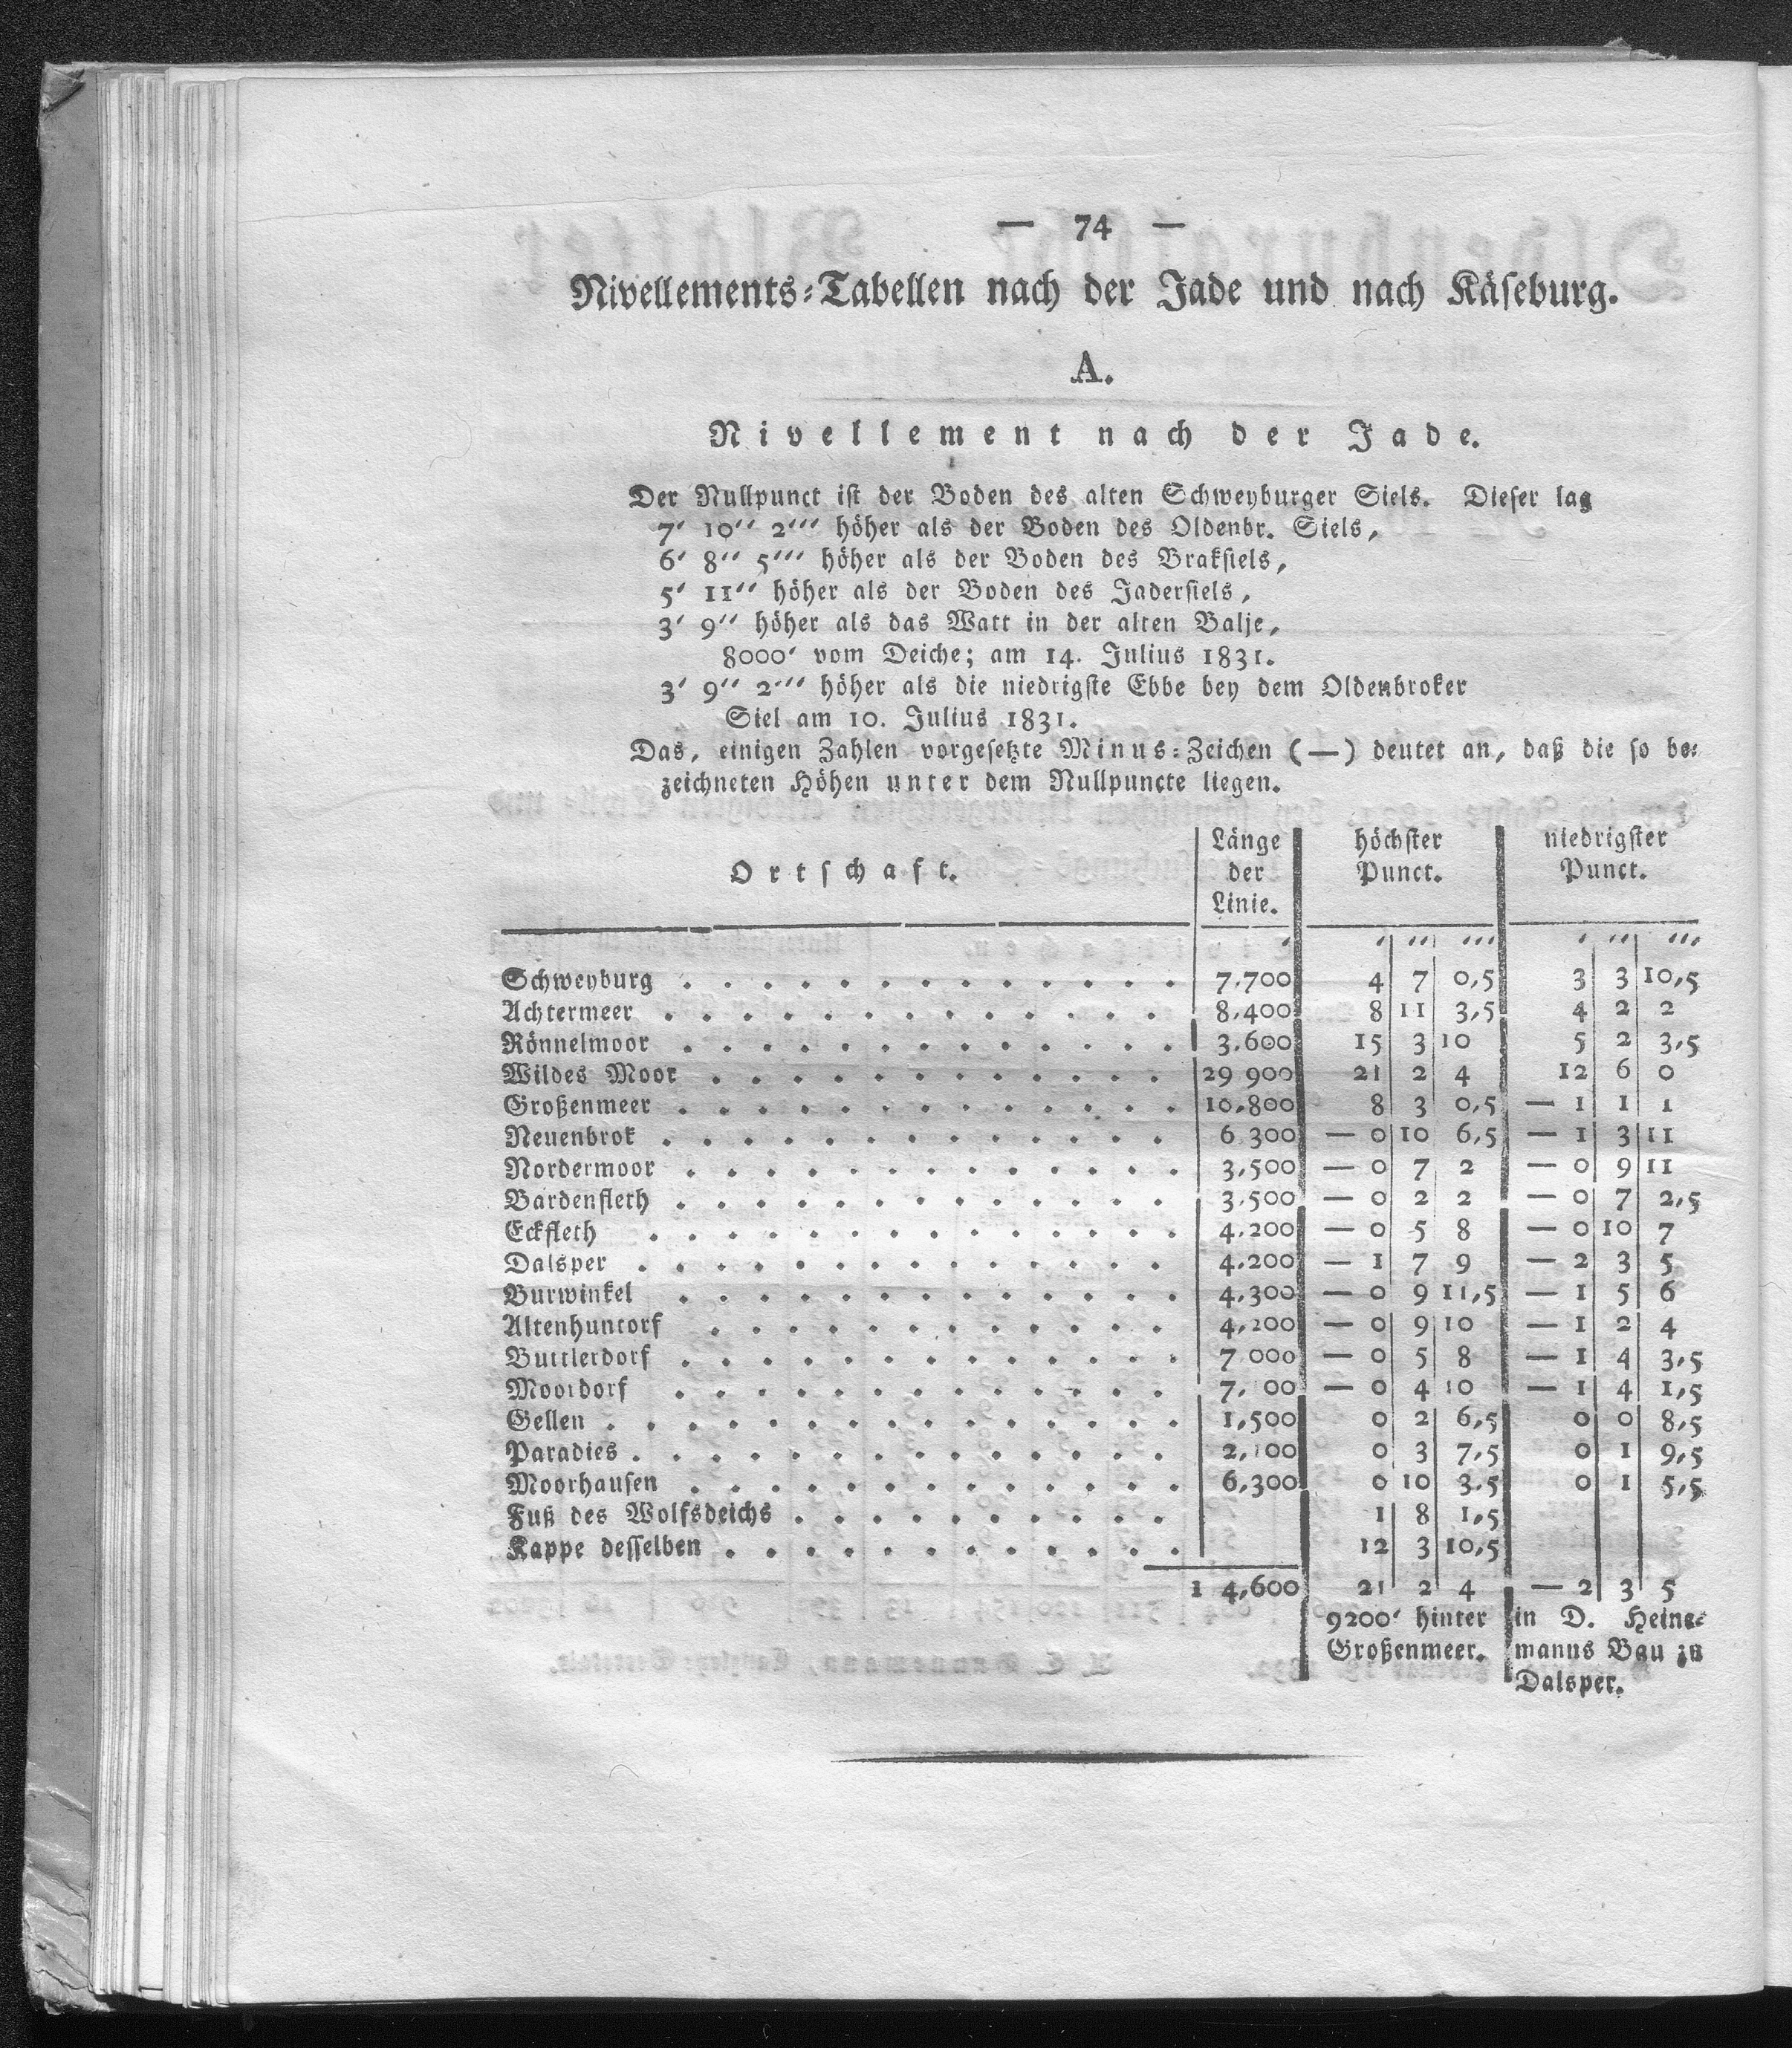 — 74 —
Nivellements-Tabellen nach der Jade und nach Käseburg.
A.
Nivellement nach der Jade.
Der Nullpunct ist der Boden des alten Schweyburger Siels. Dieser lag
7′ 10″ 2‴ höher als der Boden des Oldenbr. Siels,
6′ 8″ 5‴ höher als der Boden des Braksiels,
5′ 11″ höher als der Boden des Jadersiels,
3′ 9″ höher als das Watt in der alten Balje,
8000′ vom Deiche; am 14. Julius 1831.
3′ 9″ 2‴ höher als die niedrigste Ebbe bey dem Oldenbroker
Siel am 10. Julius 1831.
Das, einigen Zahlen vorgesetzte Minus-Zeichen (—) deutet an, daß die so be-
zeichneten Höhen unter dem Nullpuncte liegen.
Ortschaft. Länge der Linie. höchster Punct. niedrigster Punct.
′ ′ ″ ‴ ′ ″ ‴
Schweyburg 7,700 4 7 0,5 3 3 10,5
Achtermeer 8,400 8 11 3,5 4 2 2
Rönnelmoor 3,600 15 3 10 5 2 3,5
Wildes Moor 29 900 21 2 4 12 6 0
Großenmeer 10,800 8 3 0,5 — 1 1 1
Neuenbrok 6 300 — 0 10 6,5 — 1 3 11
Nordermoor 3,500 — 0 7 2 — 0 9 11
Bardenfleth 3,500 — 0 2 2 — 0 7 2,5
Eckfleth 4,200 — 0 5 8 — 0 10 7
Dalsper 4,200 — 1 7 9 — 2 3 5
Burwinkel 4,300 — 0 9 11,5 — 1 5 6
Altenhuntorf 4,200 — 0 9 10 — 1 2 4
Buttlerdorf 7 000 — 0 5 8 — 1 4 3,5
Moordorf — 0 4 10 — 1 4 1,5
Gellen 1,500 0 2 6,5 0 0 8,5
Paradies 2,100 0 3 7,5 0 1 9,5
Moorhausen 6,300 0 10 3,5 0 1 5,5
Fuß des Wolfsdeichs 1 8 1,5
Kappe desselben 12 3 10,5
1 4,600 21 2 4 — 2 3 5
9200′ hinter in D. Heine-
Großenmeer. manns Bau zu
Dalsper.